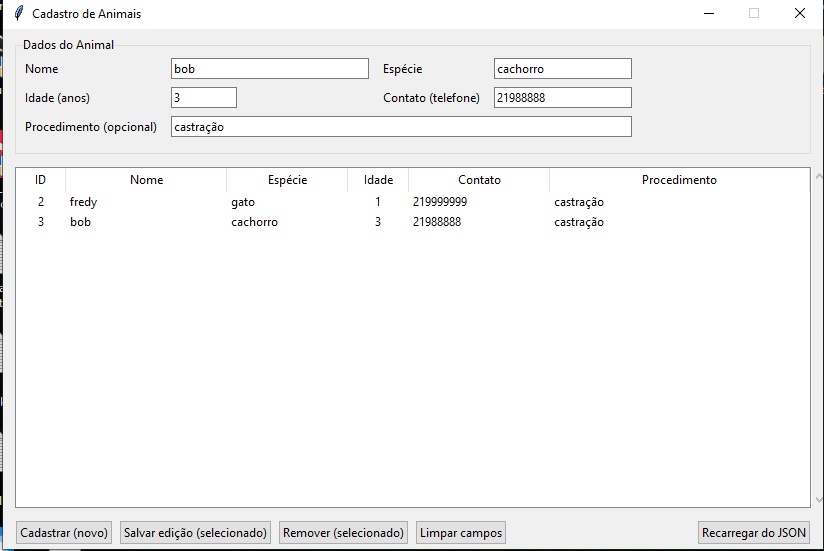 Cadastro de Animais
Dados do Animal
Nome bob Espécie cachorro
Idade (anos) 3 Contato (telefone) 21988888
Procedimento (opcional) castração
ID Nome Espécie Idade Contato Procedimento
2 fredy gato 1 219999999 castração
3 bob cachorro 3 21988888 castração
Cadastrar (novo) Salvar edição (selecionado) Remover (selecionado) Limpar campos Recarregar do JSON